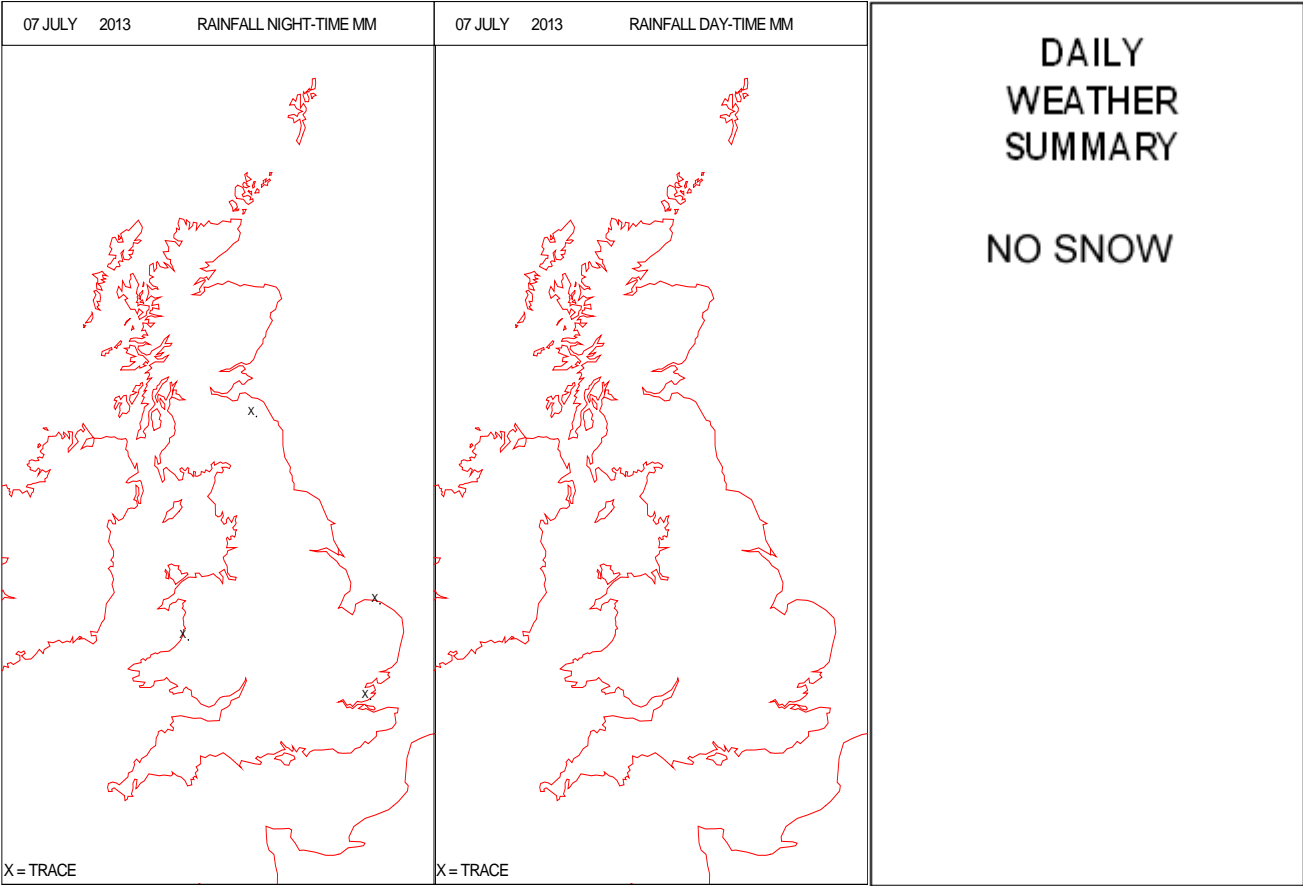 07 JULY 2013 RAINFALL NIGHT-TIME MM
X.
X.
X.
X.
X = TRACE
07 JULY 2013 RAINFALL DAY-TIME MM
X = TRACE
DAILY
WEATHER
SUMMARY
NO SNOW